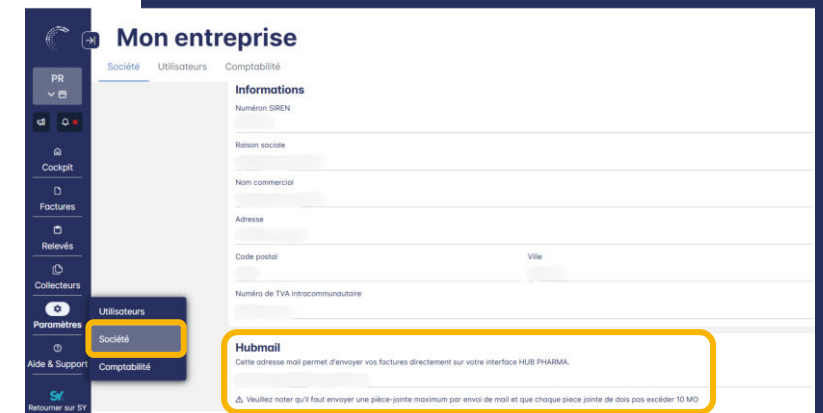 Mon entreprise
Société Utilisateurs Comptabilité
PR
Cockpit
Factures
Relevés
Collecteurs
Paramètres
Aide & Support
SY
Retourner sur SY
Utilisateurs
Société
Comptabilité
Informations
Numéron SIREN
Raison sociale
Nom commercial
Adresse
Code postal Ville
Numéro de TVA intracommunautaire
Hubmail
Cette adresse mail permet d'envoyer vos factures directement sur votre interface HUB PHARMA.
⚠ Veuillez noter qu'il faut envoyer une pièce-jointe maximum par envoi de mail et que chaque piece jointe de dois pas excéder 10 MO